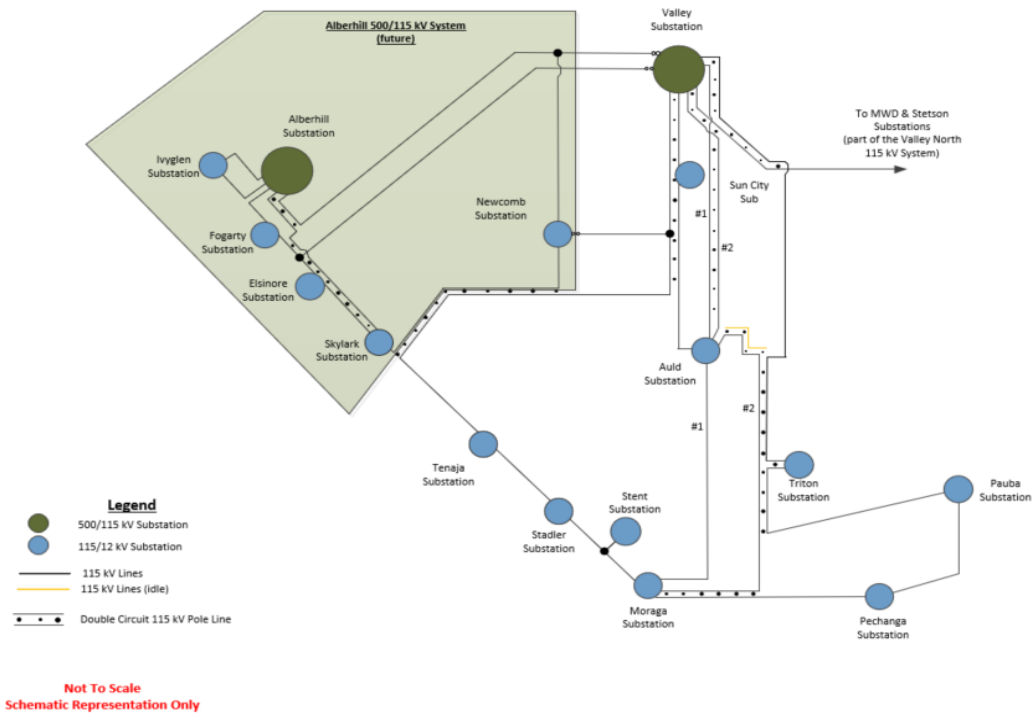 Alberhill 500/115 kV System
(future)
Valley
Substation
To MWD & Stetson
Substations
(part of the Valley North
115 kV System)
Alberhill
Substation
Ivyglen
Substation
Sun City
Sub
Newcomb
Substation
#1
Fogarty
Substation
#2
Elsinore
Substation
Skylark
Substation
Auld
Substation
#2
#1
Tenaja
Substation
Triton
Substation
Pauba
Substation
Stent
Substation
Stadler
Substation
Moraga
Substation
Pechanga
Substation
Legend
500/115 kV Substation
115/12 kV Substation
115 kV Lines
115 kV Lines (idle)
Double Circuit 115 kV Pole Line
Not To Scale
Schematic Representation Only